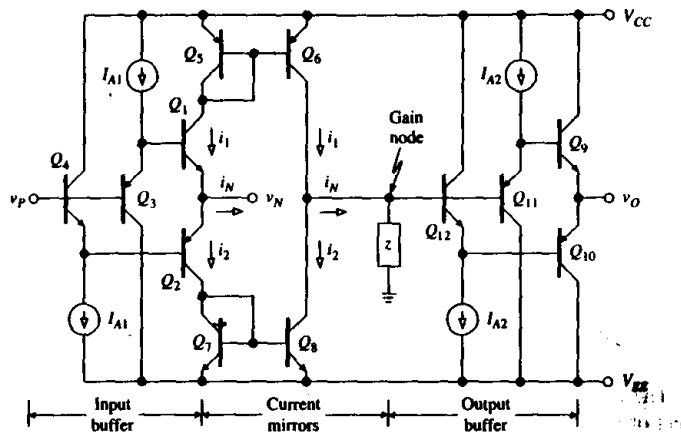 V_CC
Q_5
Q_6
I_A1
I_A2
Q_1
Gain
node
Q_9
i_1
i_1
Q_4
v_P
Q_3
i_N
v_N
i_N
Q_11
v_O
Q_12
i_2
i_2
z
Q_10
Q_2
I_A1
I_A2
Q_7
Q_8
V_EE
Input
buffer
Current
mirrors
Output
buffer